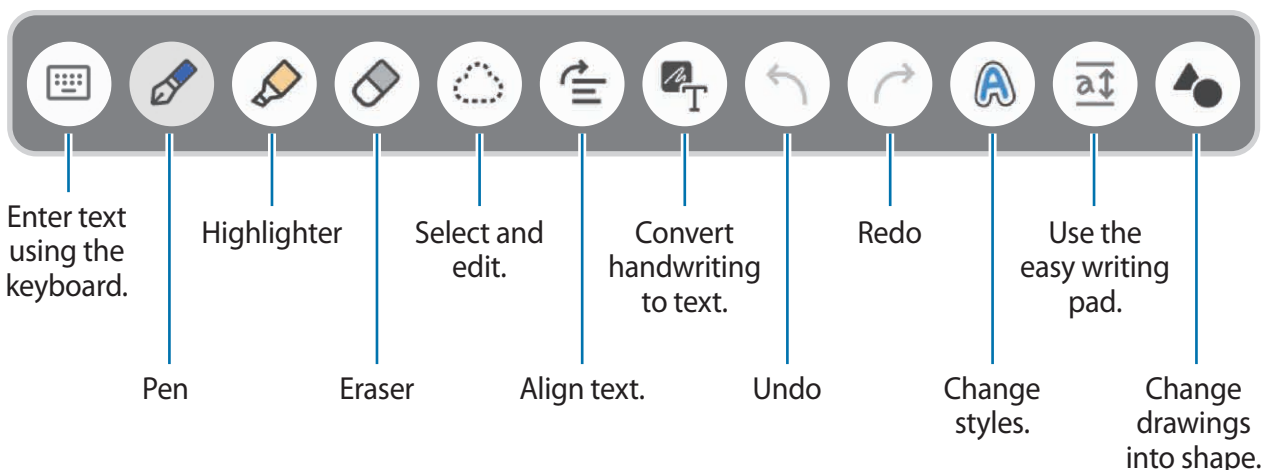 Enter text
using the
keyboard.
Pen
Highlighter
Eraser
Select and
edit.
Align text.
Convert
handwriting
to text.
Undo
Redo
Change
styles.
Use the
easy writing
pad.
Change
drawings
into shape.